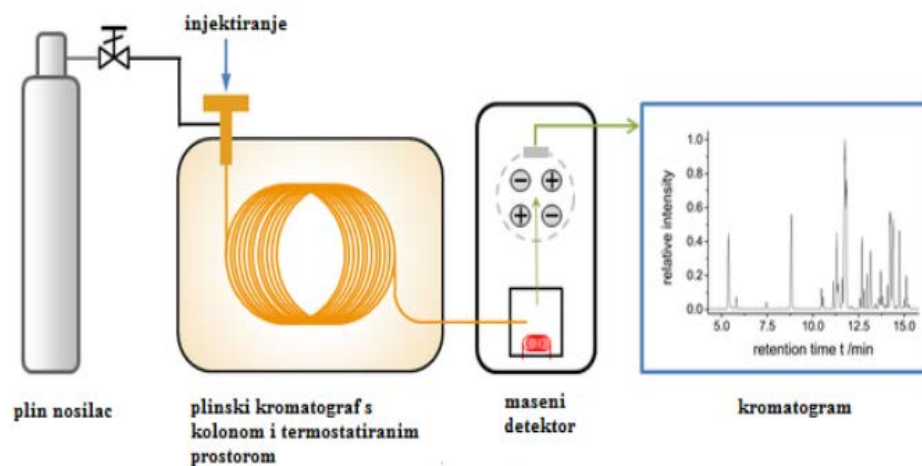 injektiranje
plin nosilac
plinski kromatograf s
kolonom i termostatiranim
prostorom
maseni
detektor
− +
+ −
relative intensity
1.0
0.8
0.6
0.4
0.2
0.0
5.0 7.5 10.0 12.5 15.0
retention time t /min
kromatogram